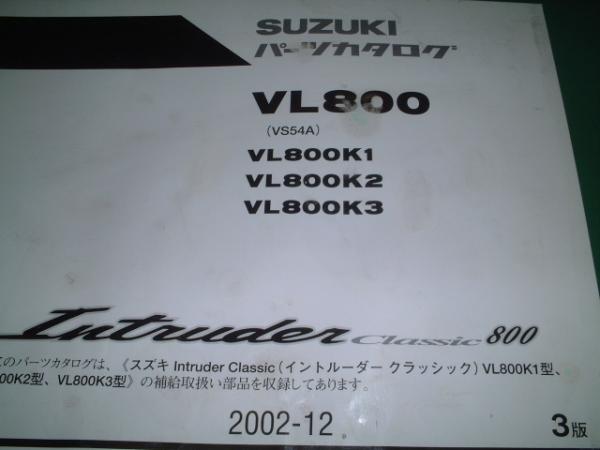 SUZUKI
パーツカタログ
VL800
(VS54A)
VL800K1
VL800K2
VL800K3
Intruder Classic 800
このパーツカタログは、《スズキ Intruder Classic(イントルーダー クラッシック) VL800K1型、
00K2型、VL800K3型》の補給取扱い部品を収録してあります。
2002-12
3版